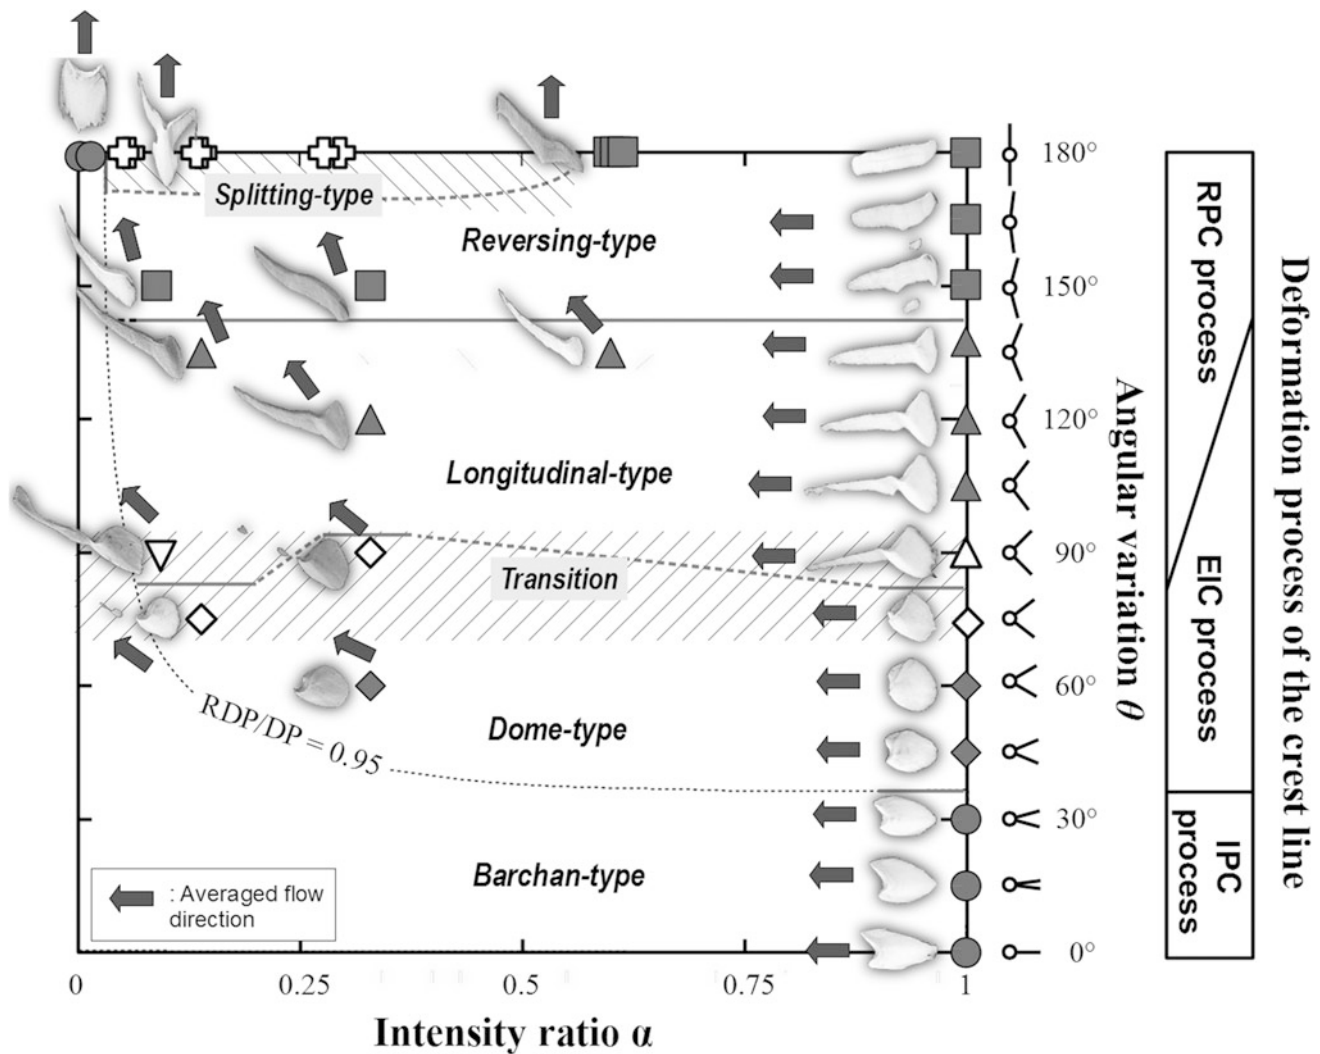 Splitting-type
Reversing-type
Longitudinal-type
Transition
RDP/DP = 0.95
Dome-type
Barchan-type
: Averaged flow
direction
0
0.25
0.5
0.75
1
Intensity ratio α
180°
150°
120°
90°
60°
30°
0°
Angular variation θ
RPC process
EIC process
IPC
process
Deformation process of the crest line